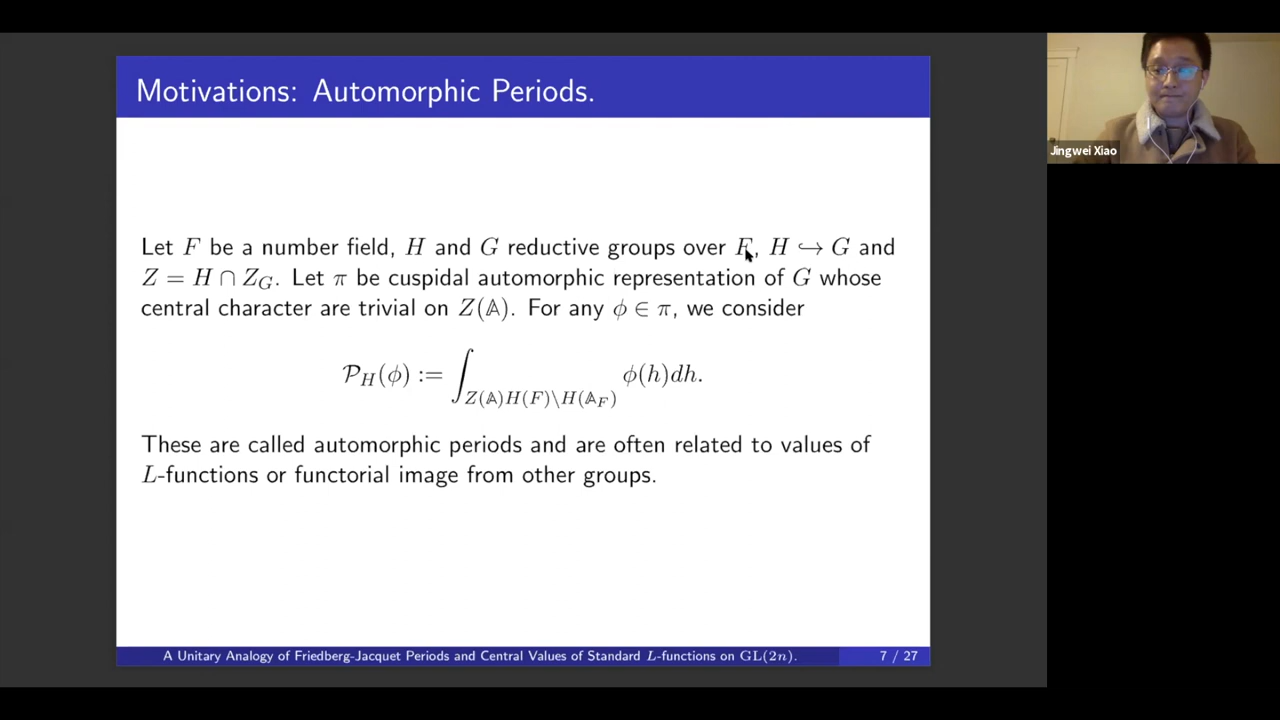 Motivations: Automorphic Periods.
Jingwei Xiao
Let F be a number field, H and G reductive groups over F, H ↪ G and
Z = H ∩ Z_G. Let π be cuspidal automorphic representation of G whose
central character are trivial on Z(𝔸). For any ϕ ∈ π, we consider
𝒫_H(ϕ) := ∫_{Z(𝔸)H(F)\H(𝔸_F)} ϕ(h)dh.
These are called automorphic periods and are often related to values of
L-functions or functorial image from other groups.
A Unitary Analogy of Friedberg-Jacquet Periods and Central Values of Standard L-functions on GL(2n). 7 / 27